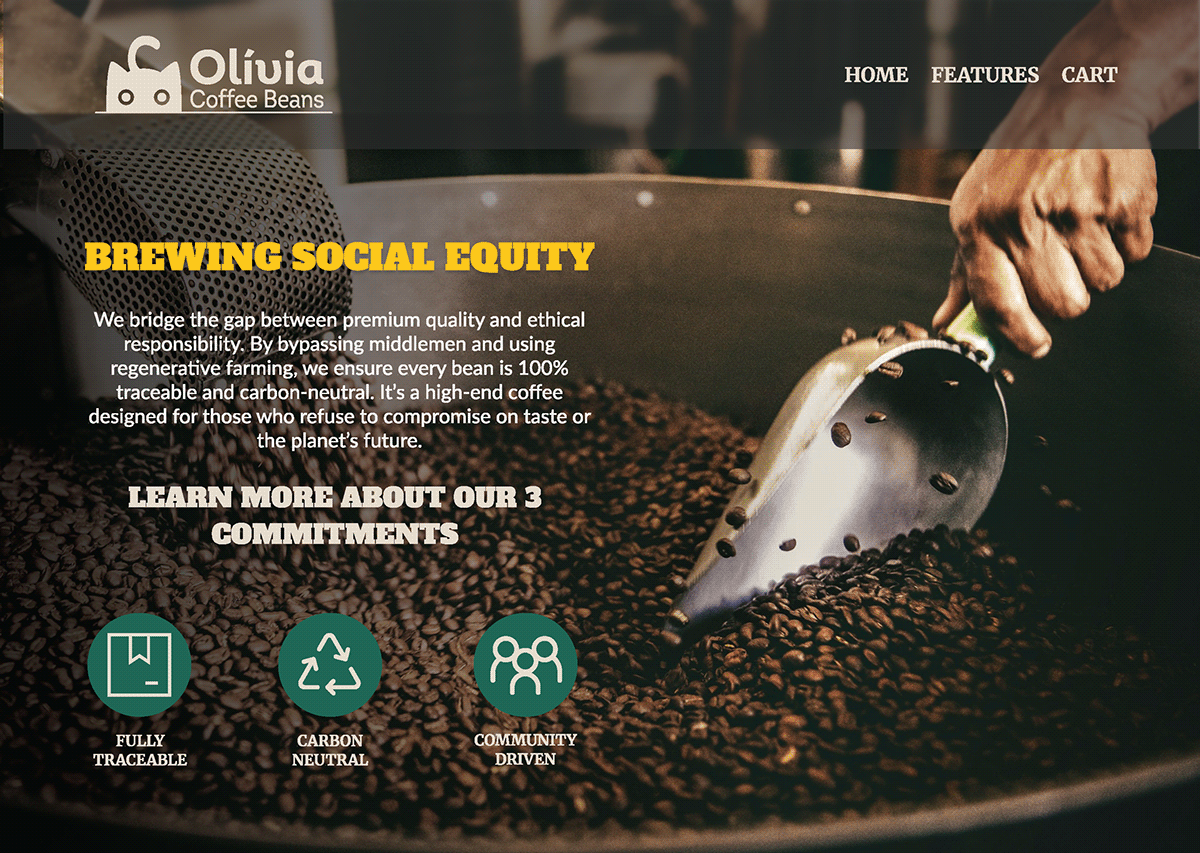 Olívia
Coffee Beans
HOME FEATURES CART
BREWING SOCIAL EQUITY
We bridge the gap between premium quality and ethical
responsibility. By bypassing middlemen and using
regenerative farming, we ensure every bean is 100%
traceable and carbon-neutral. It’s a high-end coffee
designed for those who refuse to compromise on taste or
the planet’s future.
LEARN MORE ABOUT OUR 3
COMMITMENTS
FULLY
TRACEABLE
CARBON
NEUTRAL
COMMUNITY
DRIVEN